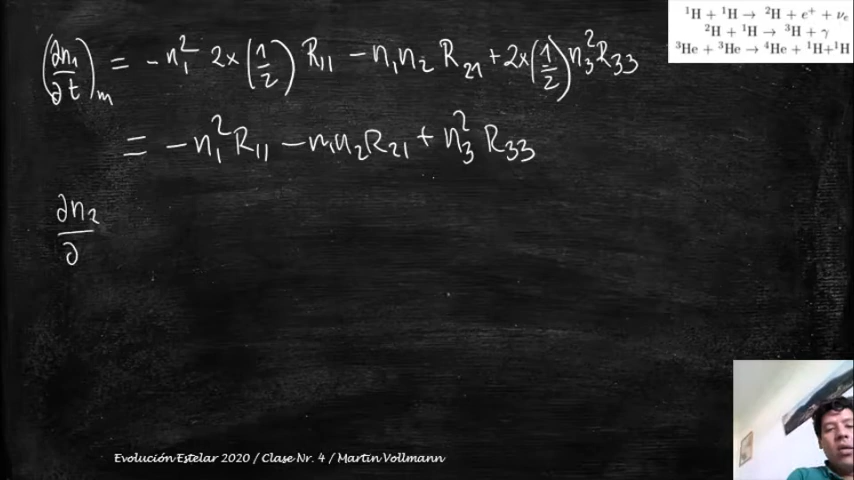 ¹H + ¹H → ²H + e⁺ + νₑ
²H + ¹H → ³H + γ
³He + ³He → ⁴He + ¹H+¹H
(∂n₁/∂t)ₘ = -n₁² 2×(1/2) R₁₁ - n₁n₂ R₂₁ + 2×(1/2) n₃² R₃₃
= -n₁² R₁₁ - n₁n₂R₂₁ + n₃² R₃₃
∂n₂
∂
Evolución Estelar 2020 / Clase Nr. 4 / Martin Vollmann